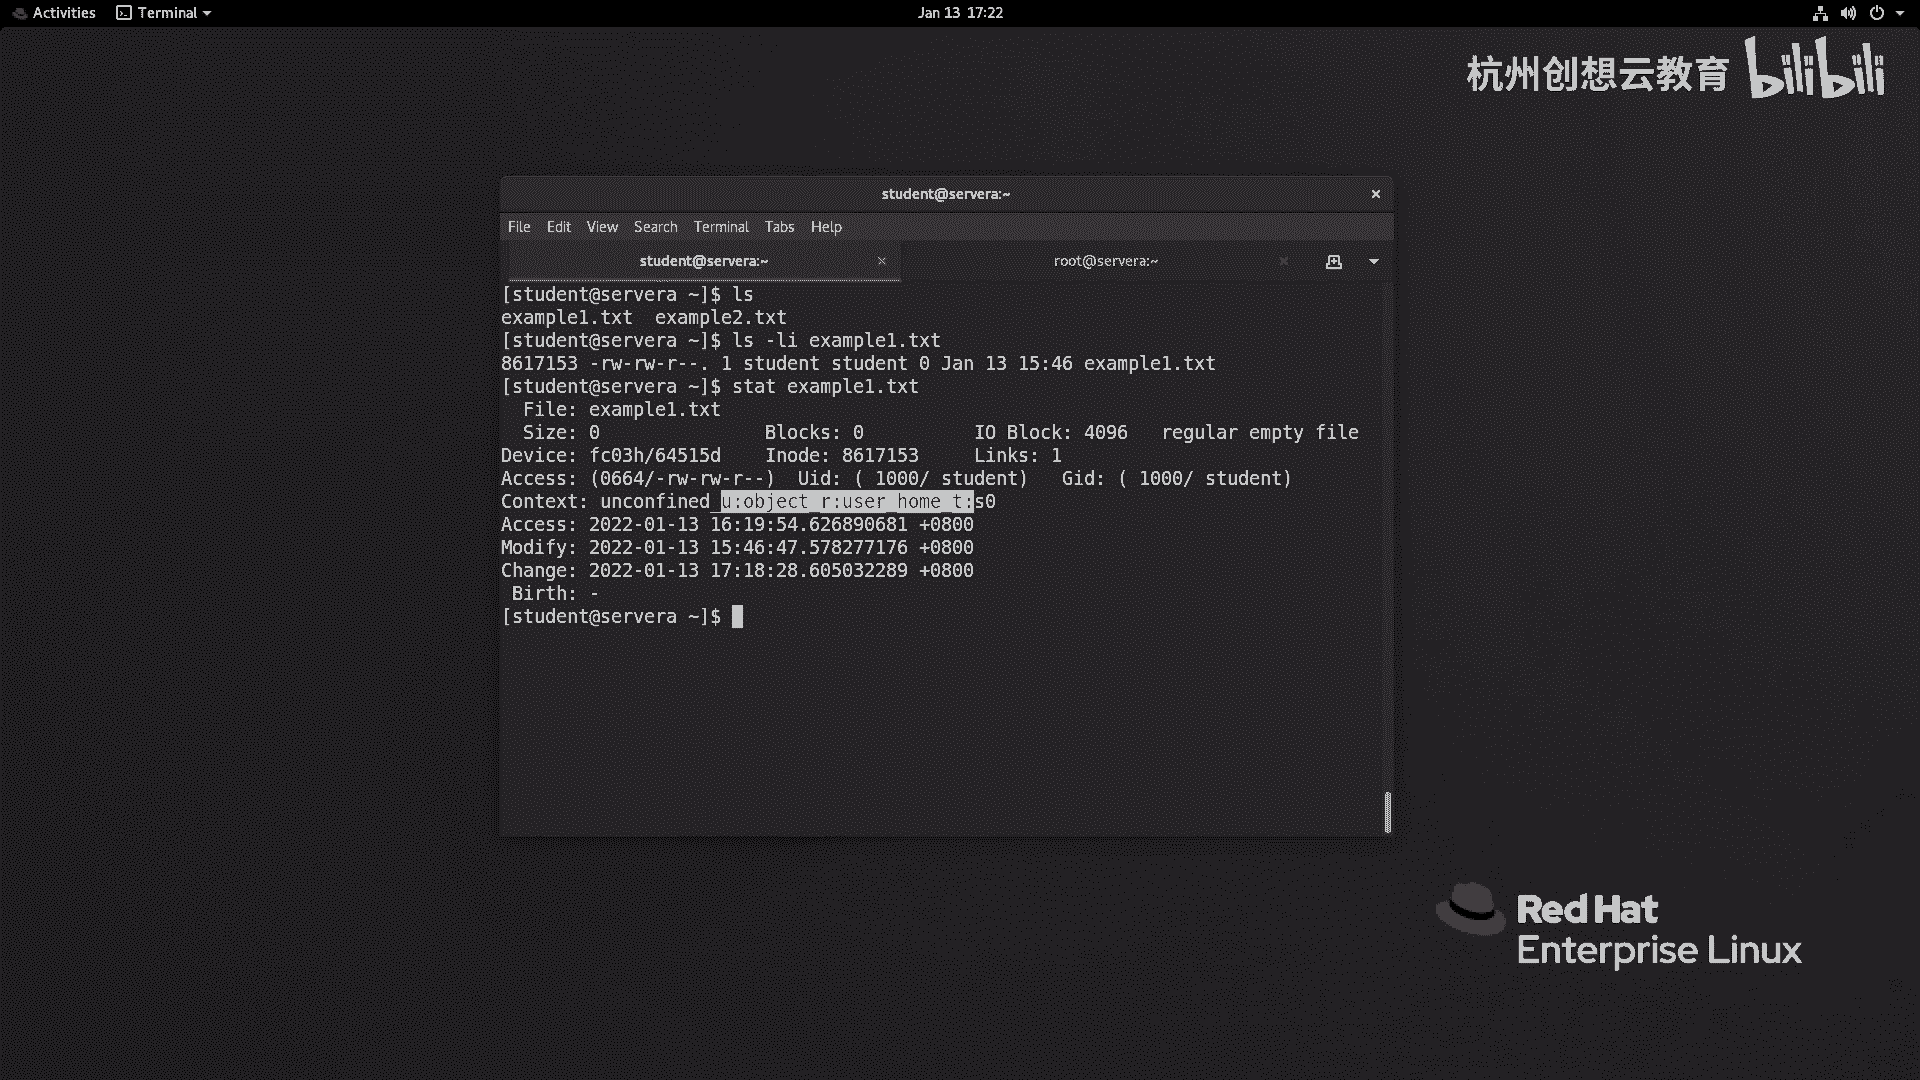 Activities Terminal Jan 13 17:22
杭州创想云教育 bilibili
student@servera:~
File Edit View Search Terminal Tabs Help
student@servera:~ root@servera:~
[student@servera ~]$ ls
example1.txt  example2.txt
[student@servera ~]$ ls -li example1.txt
8617153 -rw-rw-r--. 1 student student 0 Jan 13 15:46 example1.txt
[student@servera ~]$ stat example1.txt
  File: example1.txt
  Size: 0               Blocks: 0          IO Block: 4096   regular empty file
Device: fc03h/64515d    Inode: 8617153     Links: 1
Access: (0664/-rw-rw-r--)  Uid: ( 1000/ student)   Gid: ( 1000/ student)
Context: unconfined_u:object_r:user_home_t:s0
Access: 2022-01-13 16:19:54.626890681 +0800
Modify: 2022-01-13 15:46:47.578277176 +0800
Change: 2022-01-13 17:18:28.605032289 +0800
 Birth: -
[student@servera ~]$
Red Hat
Enterprise Linux